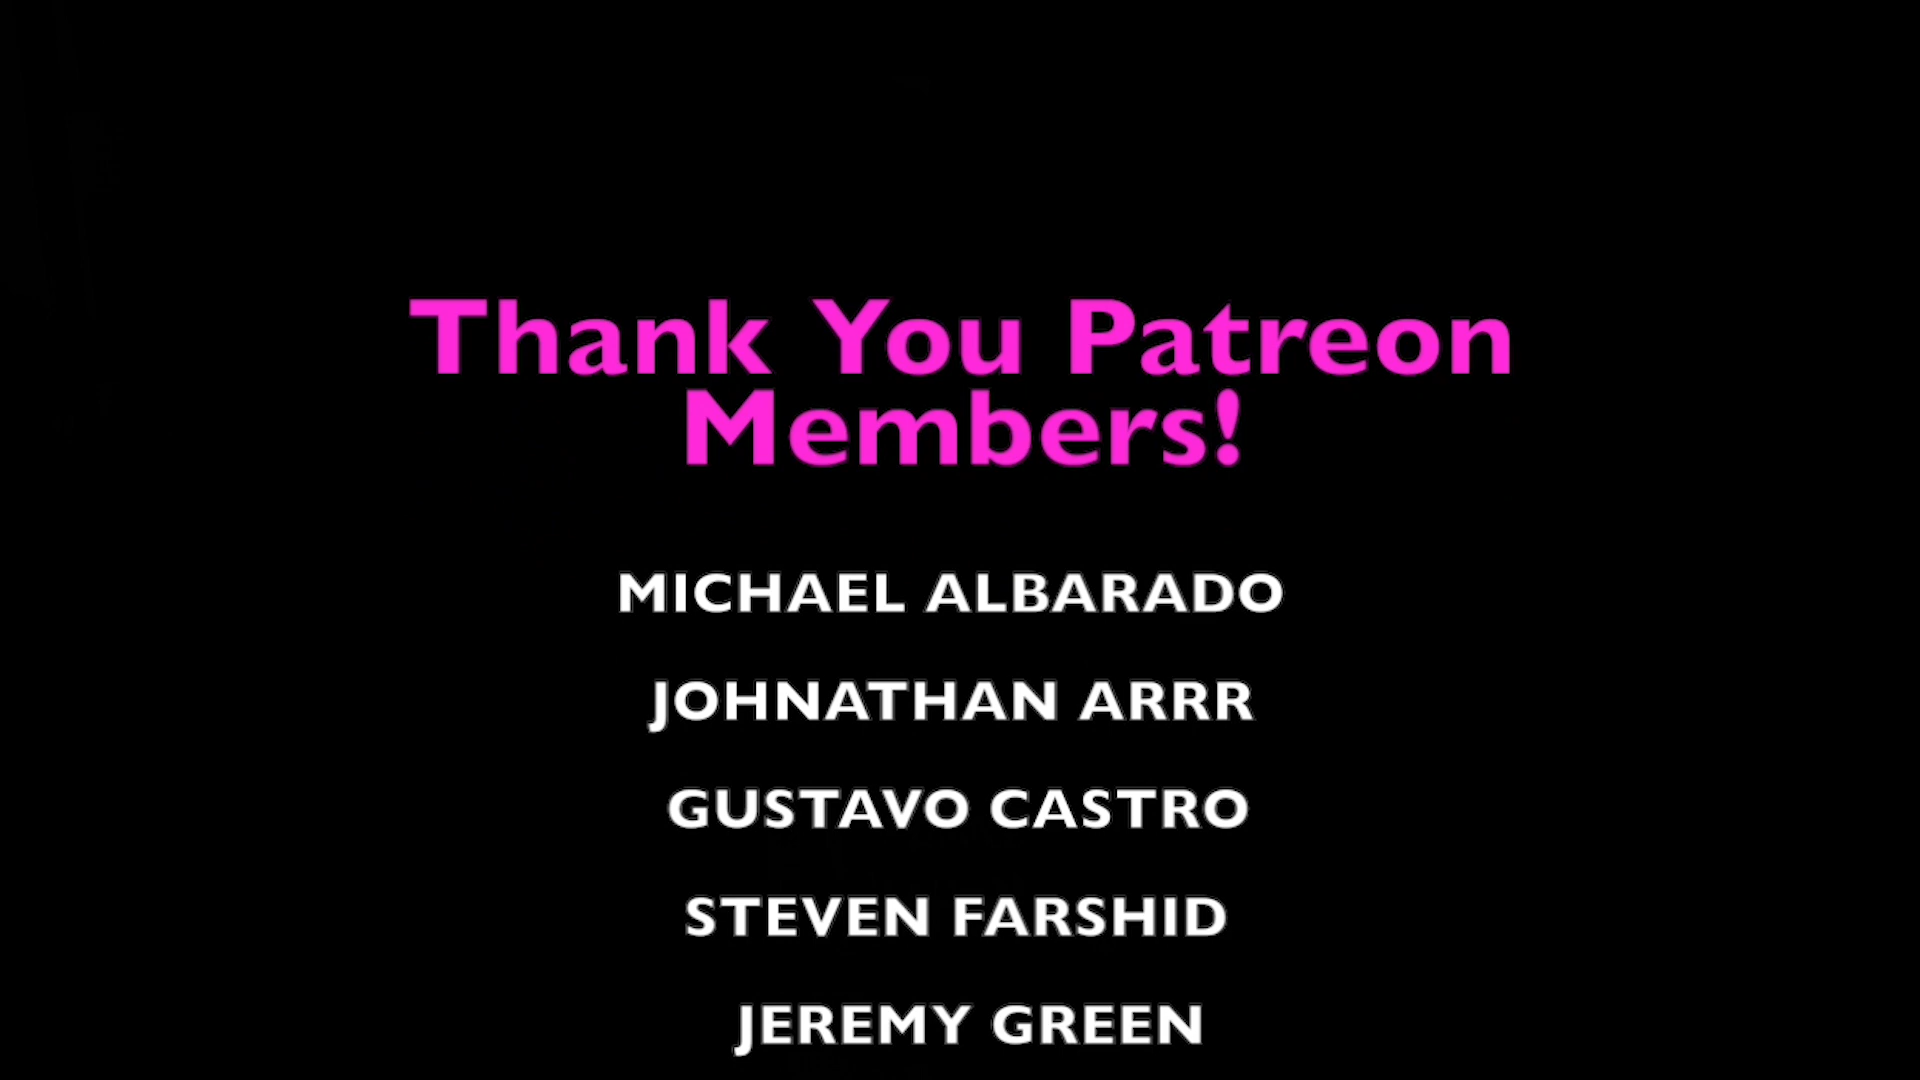 Thank You Patreon
Members!
MICHAEL ALBARADO
JOHNATHAN ARRR
GUSTAVO CASTRO
STEVEN FARSHID
JEREMY GREEN